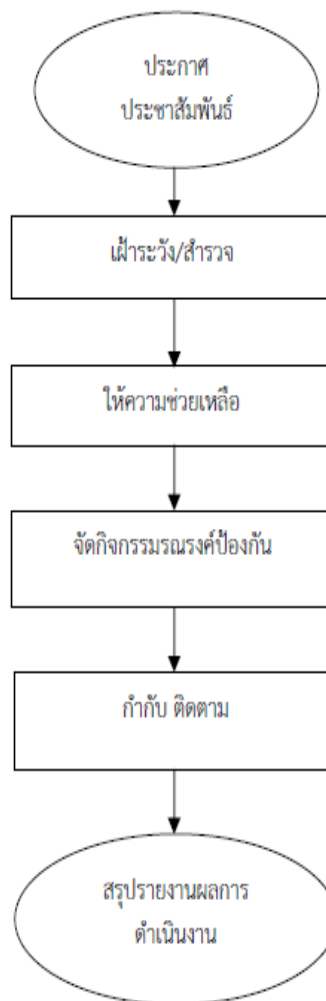 ประกาศ
ประชาสัมพันธ์
เฝ้าระวัง/สำรวจ
ให้ความช่วยเหลือ
จัดกิจกรรมรณรงค์ป้องกัน
กำกับ ติดตาม
สรุปรายงานผลการ
ดำเนินงาน